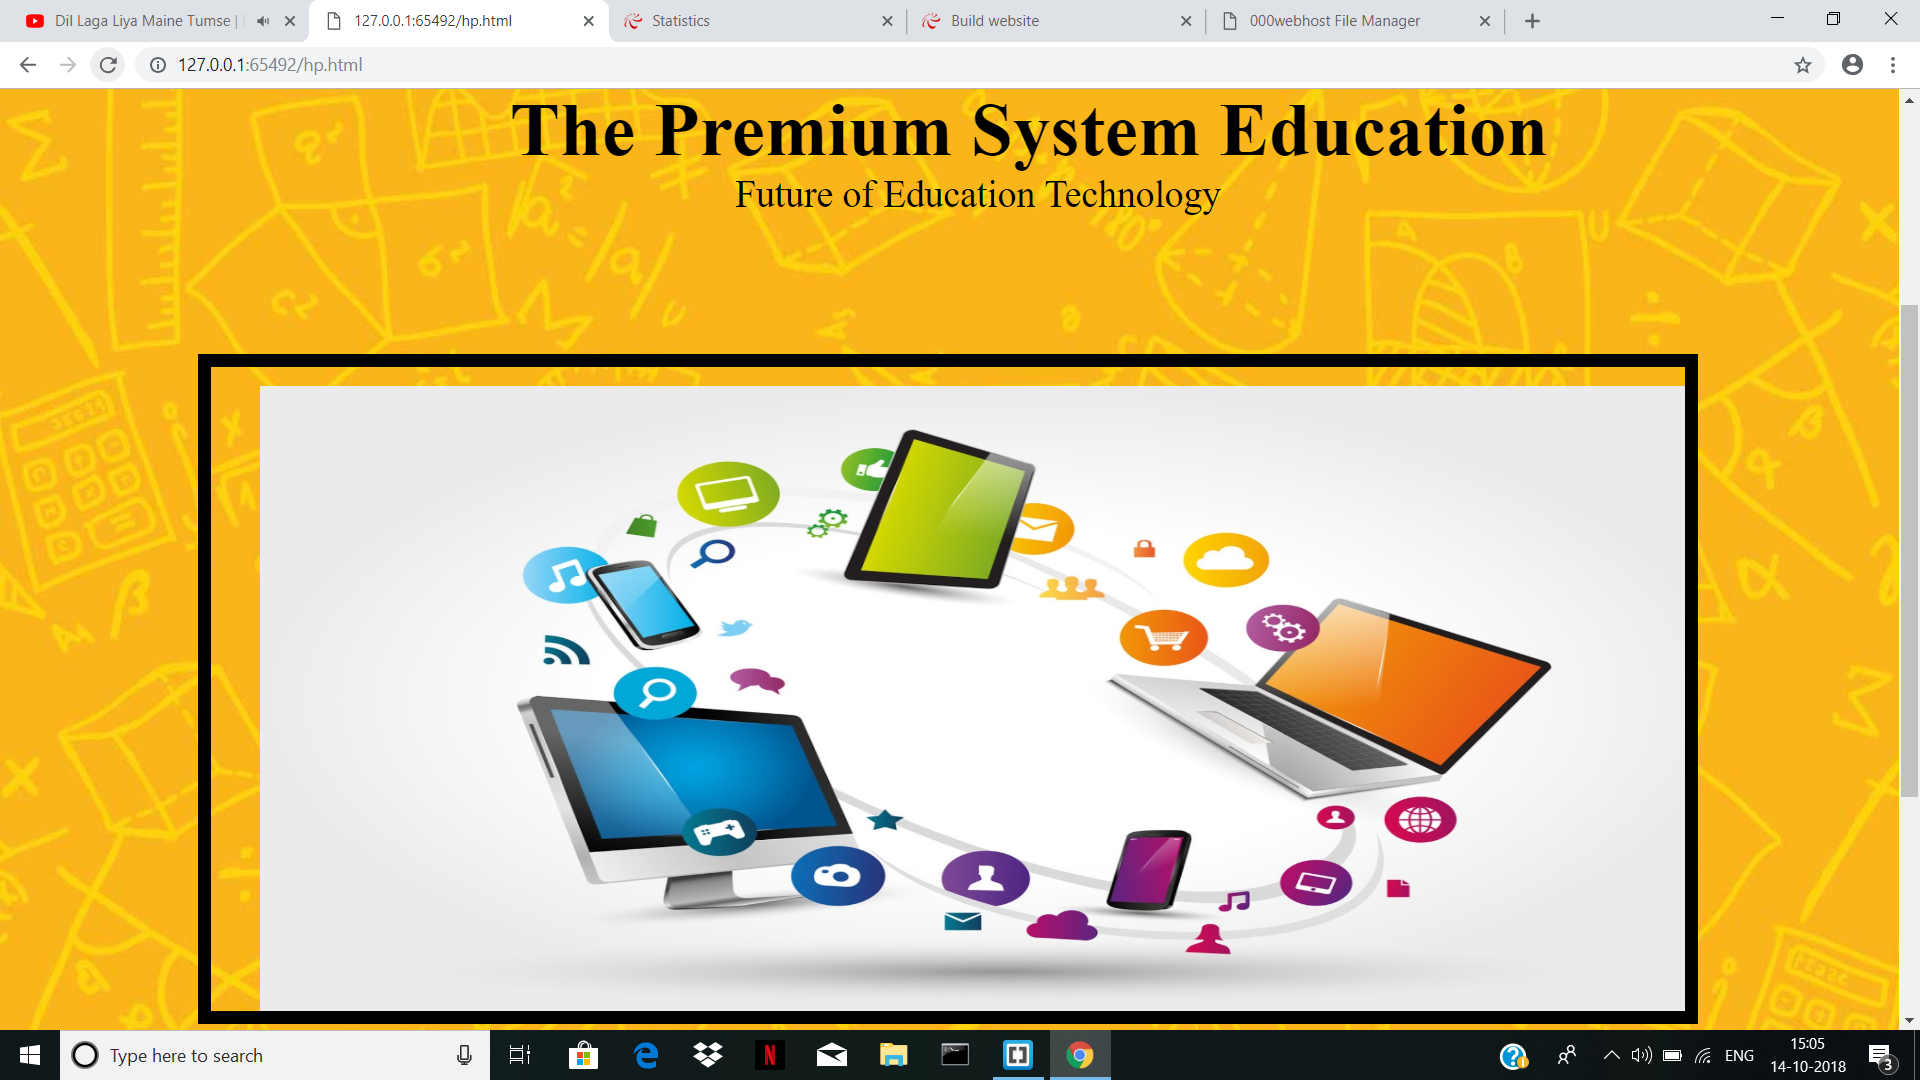 Dil Laga Liya Maine Tumse |
127.0.0.1:65492/hp.html
Statistics
Build website
000webhost File Manager
127.0.0.1:65492/hp.html
The Premium System Education
Future of Education Technology
Type here to search
ENG
15:05
14-10-2018
3